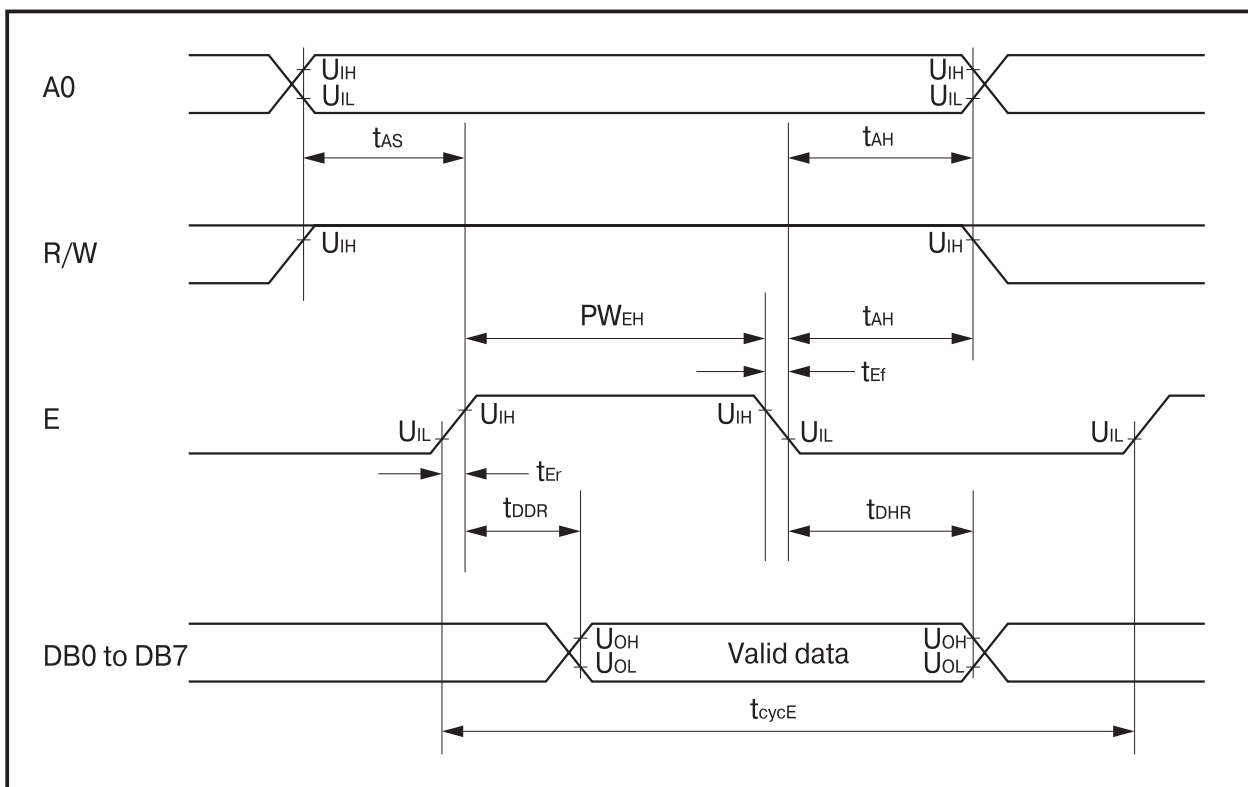 A0
UIH
UIL
UIH
UIL
tAS
tAH
R/W
UIH
UIH
PWEH
tAH
tEf
E
UIL
UIH
UIH
UIL
UIL
tEr
tDDR
tDHR
DB0 to DB7
UOH
UOL
Valid data
UOH
UOL
tcycE